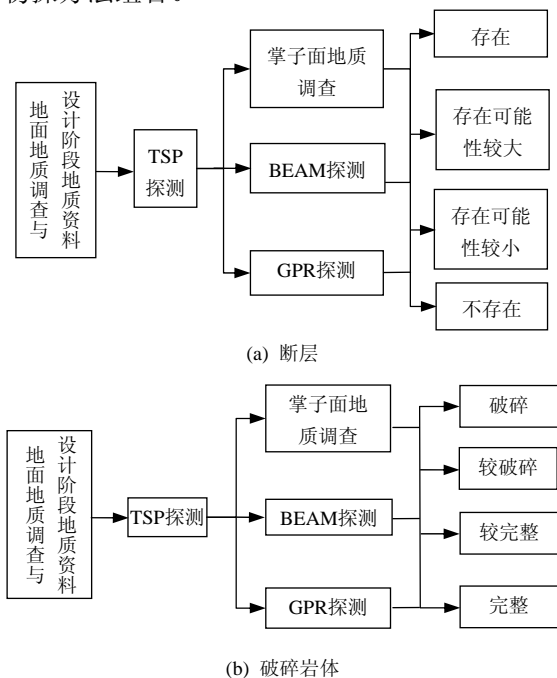 设计阶段地质资料
地面地质调查与
TSP
探测
掌子面地质
调查
BEAM探测
GPR探测
存在
存在可能
性较大
存在可能
性较小
不存在
(a) 断层
设计阶段地质资料
地面地质调查与
TSP探测
掌子面地
质调查
BEAM探测
GPR探测
破碎
较破碎
较完整
完整
(b) 破碎岩体